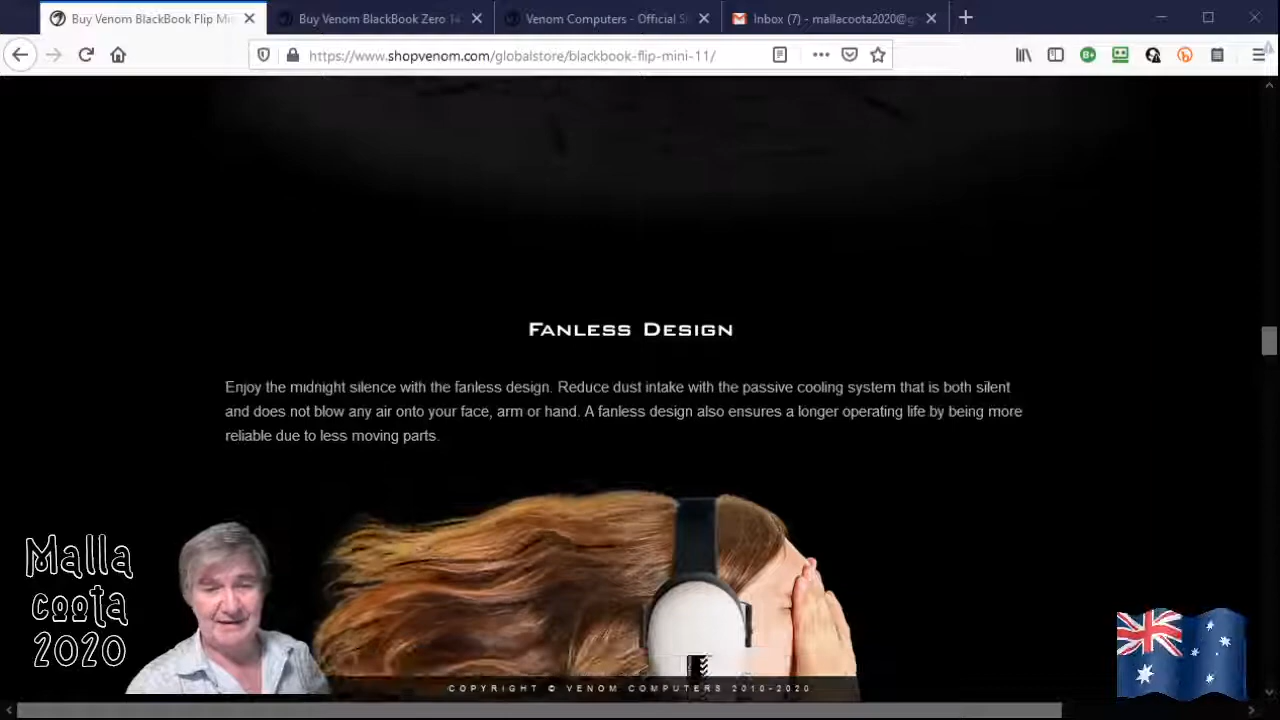 Buy Venom BlackBook Flip Mi
Buy Venom BlackBook Zero 14
Venom Computers - Official S
Inbox (7) - mallacoota2020@g
https://www.shopvenom.com/globalstore/blackbook-flip-mini-11/
Fanless Design
Enjoy the midnight silence with the fanless design. Reduce dust intake with the passive cooling system that is both silent
and does not blow any air onto your face, arm or hand. A fanless design also ensures a longer operating life by being more
reliable due to less moving parts.
Malla
coota
2020
COPYRIGHT © VENOM COMPUTERS 2010-2020